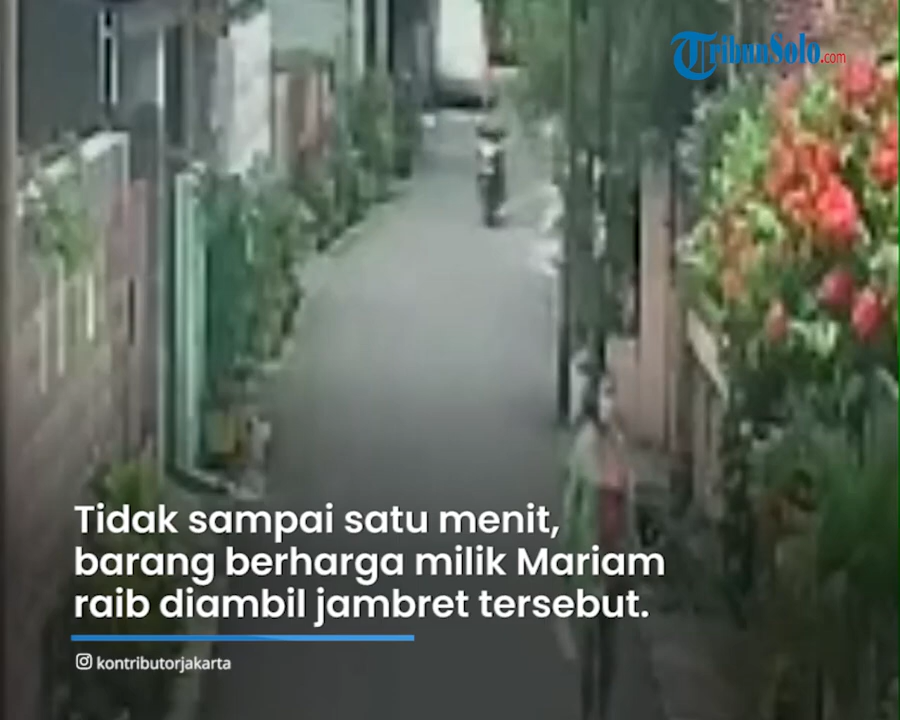 TribunSolo.com
Tidak sampai satu menit,
barang berharga milik Mariam
raib diambil jambret tersebut.
kontributorjakarta